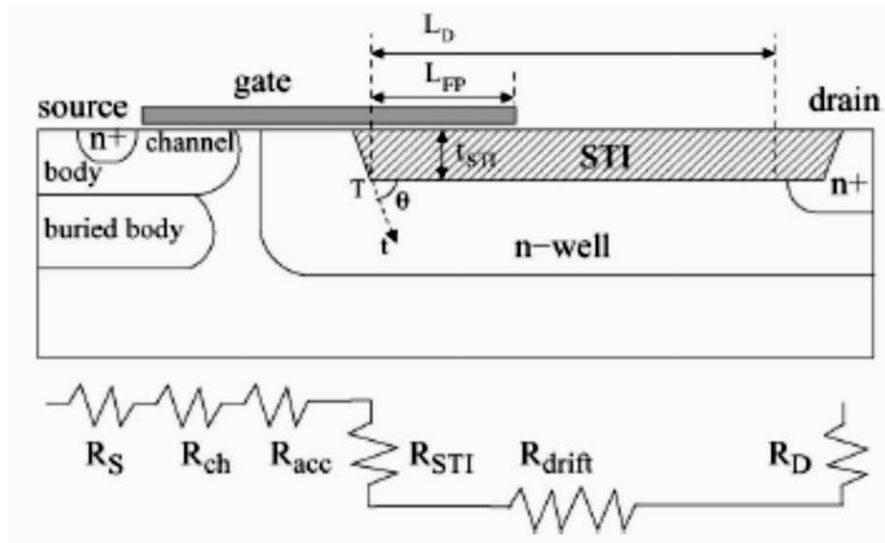 L_D
L_FP
gate
source
drain
n+
channel
t_STI
STI
body
T
θ
n+
t
buried body
n-well
R_S
R_ch
R_acc
R_STI
R_drift
R_D